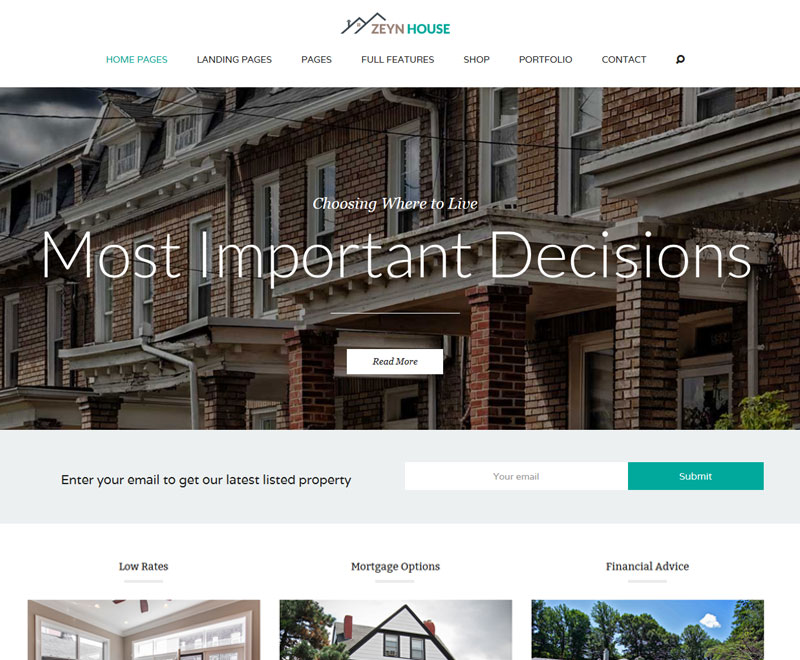 ZEYN HOUSE
HOME PAGES LANDING PAGES PAGES FULL FEATURES SHOP PORTFOLIO CONTACT
Choosing Where to Live
Most Important Decisions
Read More
Enter your email to get our latest listed property
Your email
Submit
Low Rates
Mortgage Options
Financial Advice